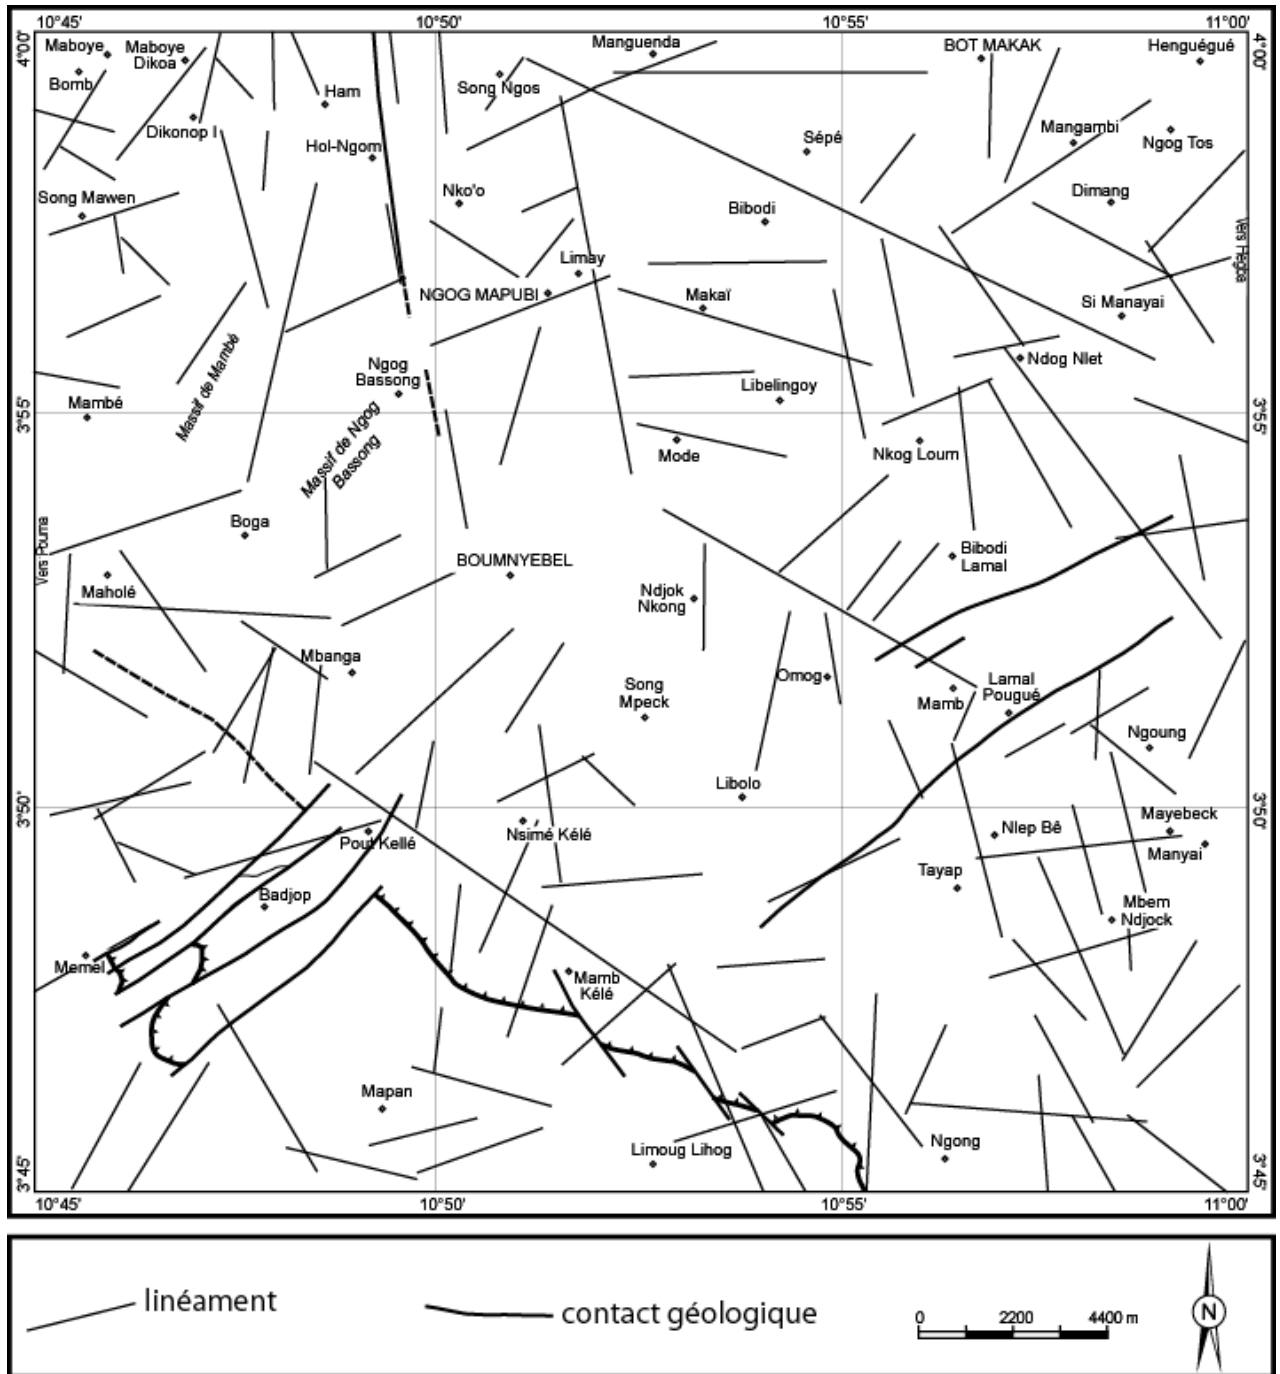 10°45'
10°50'
10°55'
11°00'
4°00'
4°00'
Maboye
Maboye
Dikoa
Bomb
Ham
Dikonop I
Hol-Ngom
Song Ngos
Manguenda
BOT MAKAK
Henguégué
Sépé
Mangambi
Ngog Tos
Song Mawen
Nko'o
Bibodi
Dimang
Vers Hegba
Limay
NGOG MAPUBI
Makaï
Si Manayai
Massif de Mambé
Ngog
Bassong
Ndog Nlet
Mambé
Libelingoy
3°55'
3°55'
Massif de Ngog
Bassong
Mode
Nkog Loum
Boga
Vers Pouma
BOUMNYEBEL
Bibodi
Lamal
Maholé
Ndjok
Nkong
Mbanga
Song
Mpeck
Omog
Mamb
Lamal
Pougué
Ngoung
Libolo
3°50'
3°50'
Pout Kellé
Nsimé Kélé
Nlep Bê
Mayebeck
Manyai
Badjop
Tayap
Mbem
Ndjock
Memel
Mamb
Kélé
Mapan
Limoug Lihog
Ngong
3°45'
3°45'
10°45'
10°50'
10°55'
11°00'
linéament
contact géologique
0 2200 4400 m
N